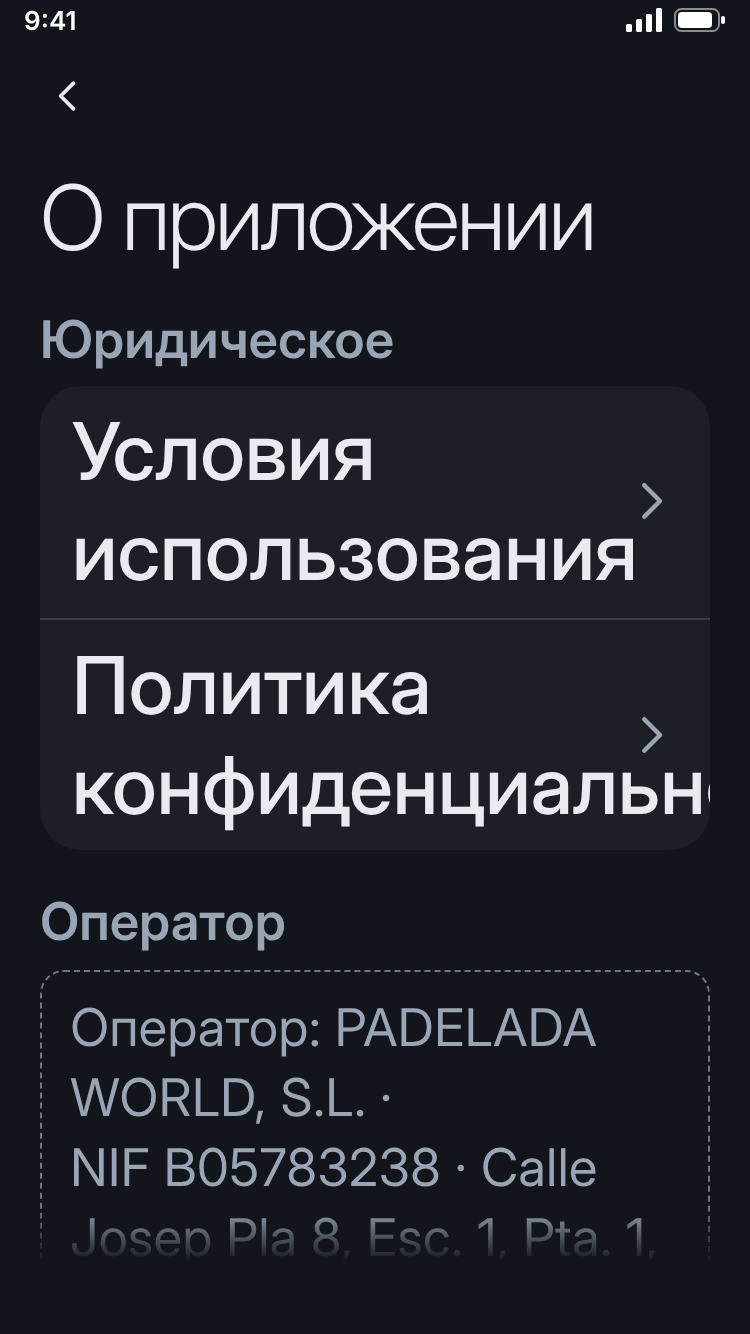 9:41
О приложении
Юридическое
Условия
использования
Политика
конфиденциальн
Оператор
Оператор: PADELADA
WORLD, S.L. ·
NIF B05783238 · Calle
Josep Pla 8, Esc. 1, Pta. 1,